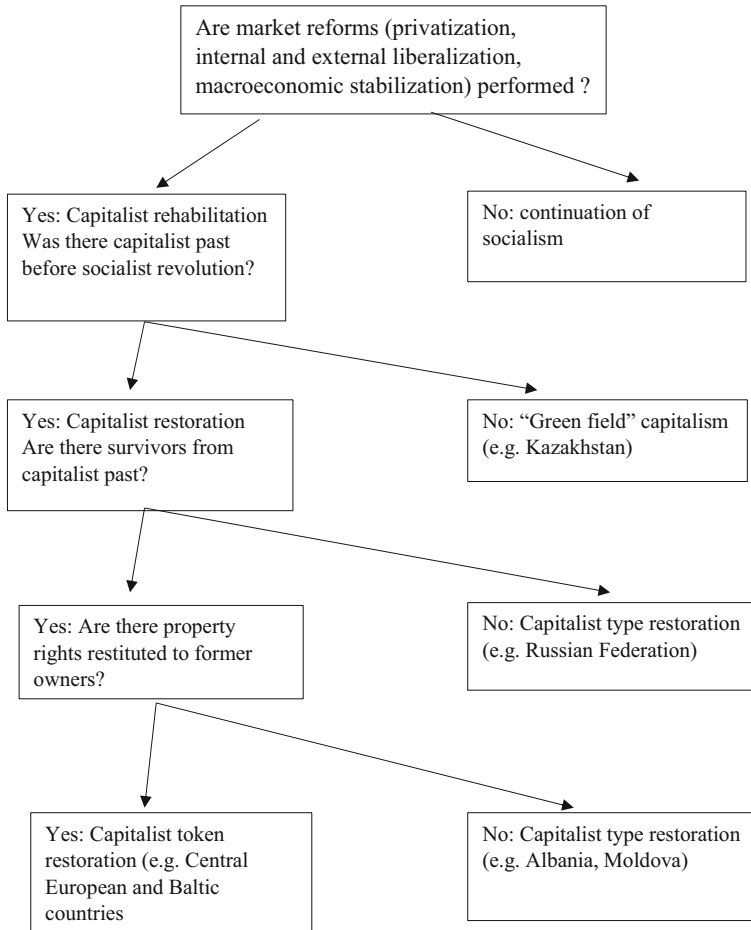 Are market reforms (privatization,
internal and external liberalization,
macroeconomic stabilization) performed ?
Yes: Capitalist rehabilitation
Was there capitalist past
before socialist revolution?
No: continuation of
socialism
Yes: Capitalist restoration
Are there survivors from
capitalist past?
No: “Green field” capitalism
(e.g. Kazakhstan)
Yes: Are there property
rights restituted to former
owners?
No: Capitalist type restoration
(e.g. Russian Federation)
Yes: Capitalist token
restoration (e.g. Central
European and Baltic
countries
No: Capitalist type restoration
(e.g. Albania, Moldova)